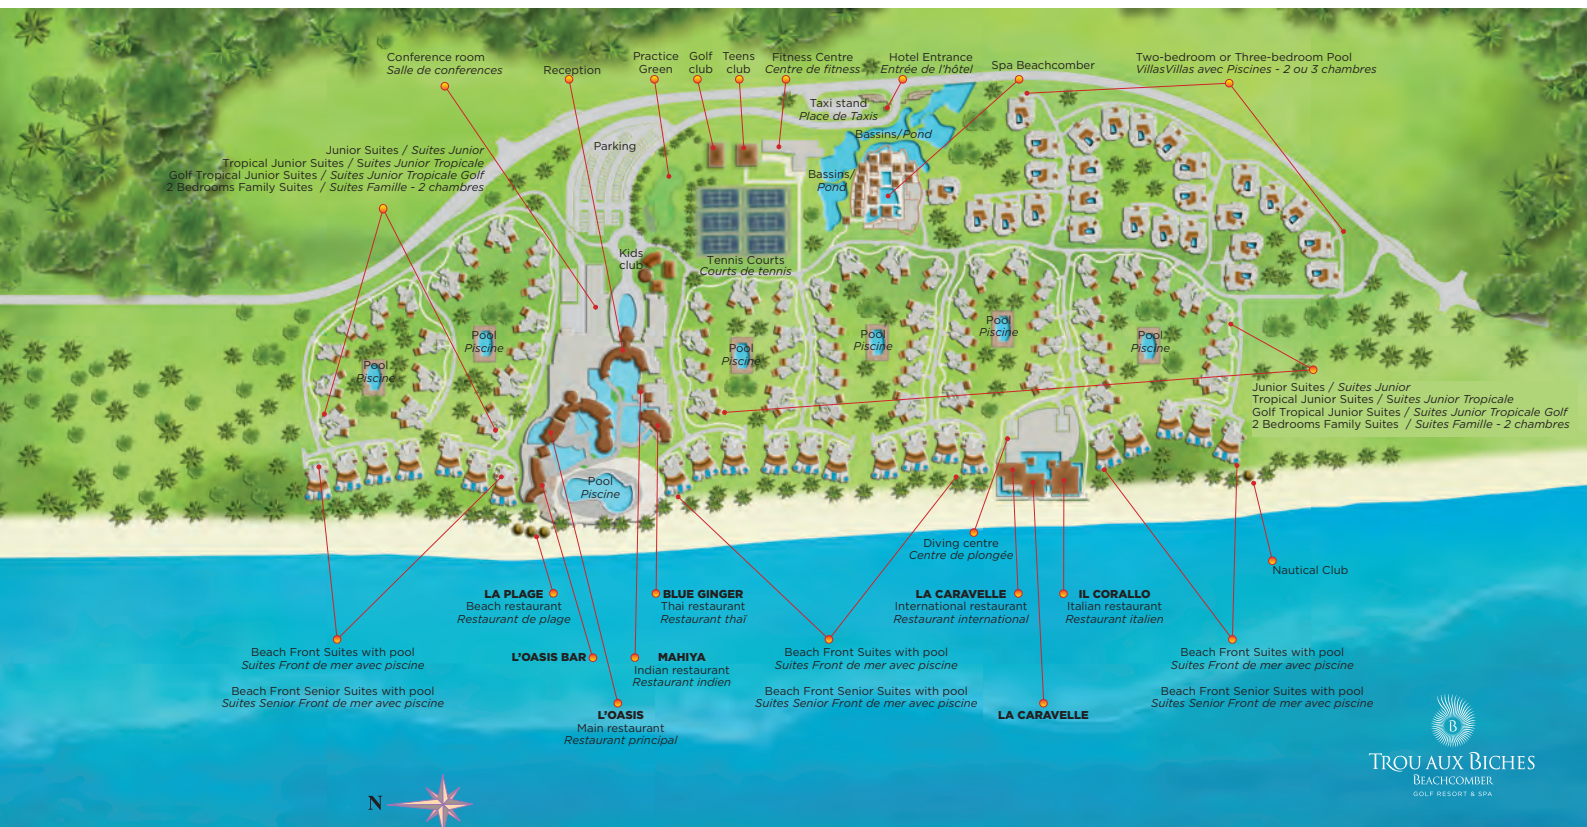 Conference room
Salle de conferences
Reception
Practice
Green
Golf
club
Teens
club
Fitness Centre
Centre de fitness
Hotel Entrance
Entrée de l'hôtel
Spa Beachcomber
Two-bedroom or Three-bedroom Pool
VillasVillas avec Piscines - 2 ou 3 chambres
Taxi stand
Place de Taxis
Bassins/Pond
Parking
Junior Suites / Suites Junior
Tropical Junior Suites / Suites Junior Tropicale
Golf Tropical Junior Suites / Suites Junior Tropicale Golf
2 Bedrooms Family Suites / Suites Famille - 2 chambres
Bassins/
Pond
Kids
club
Tennis Courts
Courts de tennis
Pool
Piscine
Pool
Piscine
Pool
Piscine
Pool
Piscine
Pool
Piscine
Pool
Piscine
Junior Suites / Suites Junior
Tropical Junior Suites / Suites Junior Tropicale
Golf Tropical Junior Suites / Suites Junior Tropicale Golf
2 Bedrooms Family Suites / Suites Famille - 2 chambres
Pool
Piscine
Diving centre
Centre de plongée
Nautical Club
LA PLAGE
Beach restaurant
Restaurant de plage
BLUE GINGER
Thai restaurant
Restaurant thaï
LA CARAVELLE
International restaurant
Restaurant international
IL CORALLO
Italian restaurant
Restaurant italien
Beach Front Suites with pool
Suites Front de mer avec piscine
Beach Front Senior Suites with pool
Suites Senior Front de mer avec piscine
L'OASIS BAR
MAHIYA
Indian restaurant
Restaurant indien
Beach Front Suites with pool
Suites Front de mer avec piscine
Beach Front Senior Suites with pool
Suites Senior Front de mer avec piscine
Beach Front Suites with pool
Suites Front de mer avec piscine
Beach Front Senior Suites with pool
Suites Senior Front de mer avec piscine
L'OASIS
Main restaurant
Restaurant principal
LA CARAVELLE
B
TROU AUX BICHES
BEACHCOMBER
GOLF RESORT & SPA
N